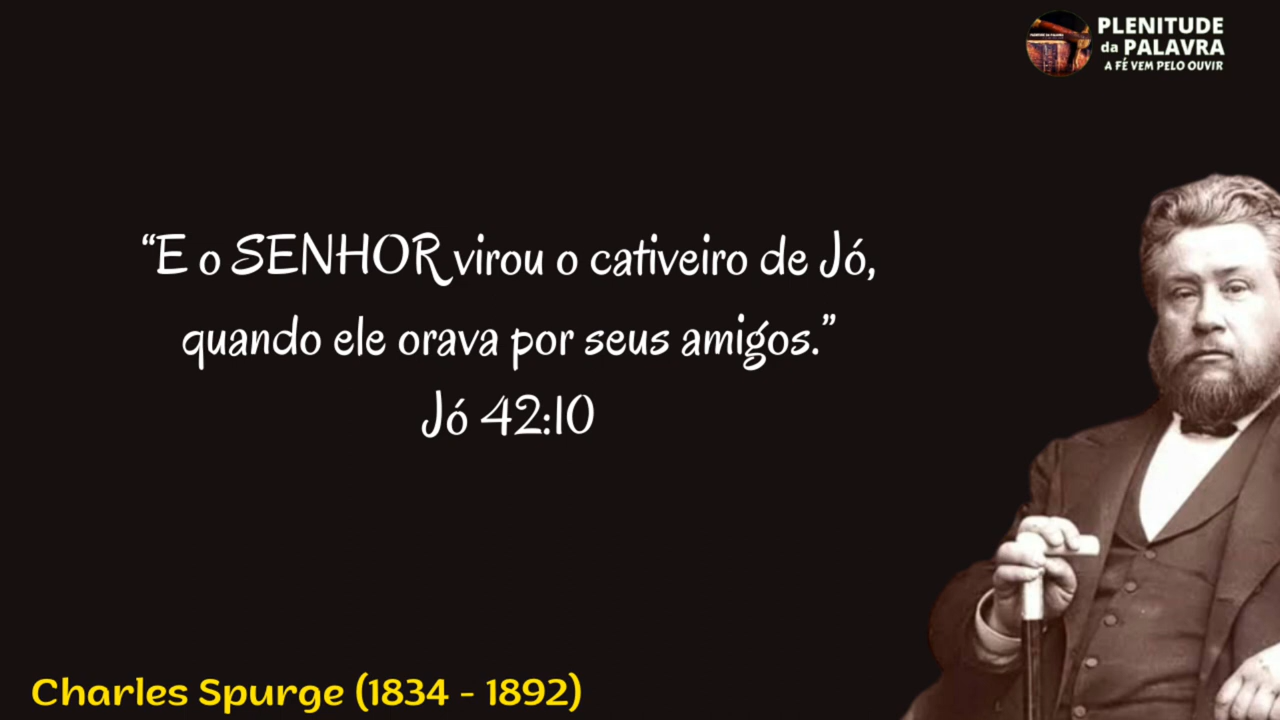 PLENITUDE
da PALAVRA
A FÉ VEM PELO OUVIR
“E o SENHOR virou o cativeiro de Jó,
quando ele orava por seus amigos.”
Jó 42:10
Charles Spurge (1834 - 1892)